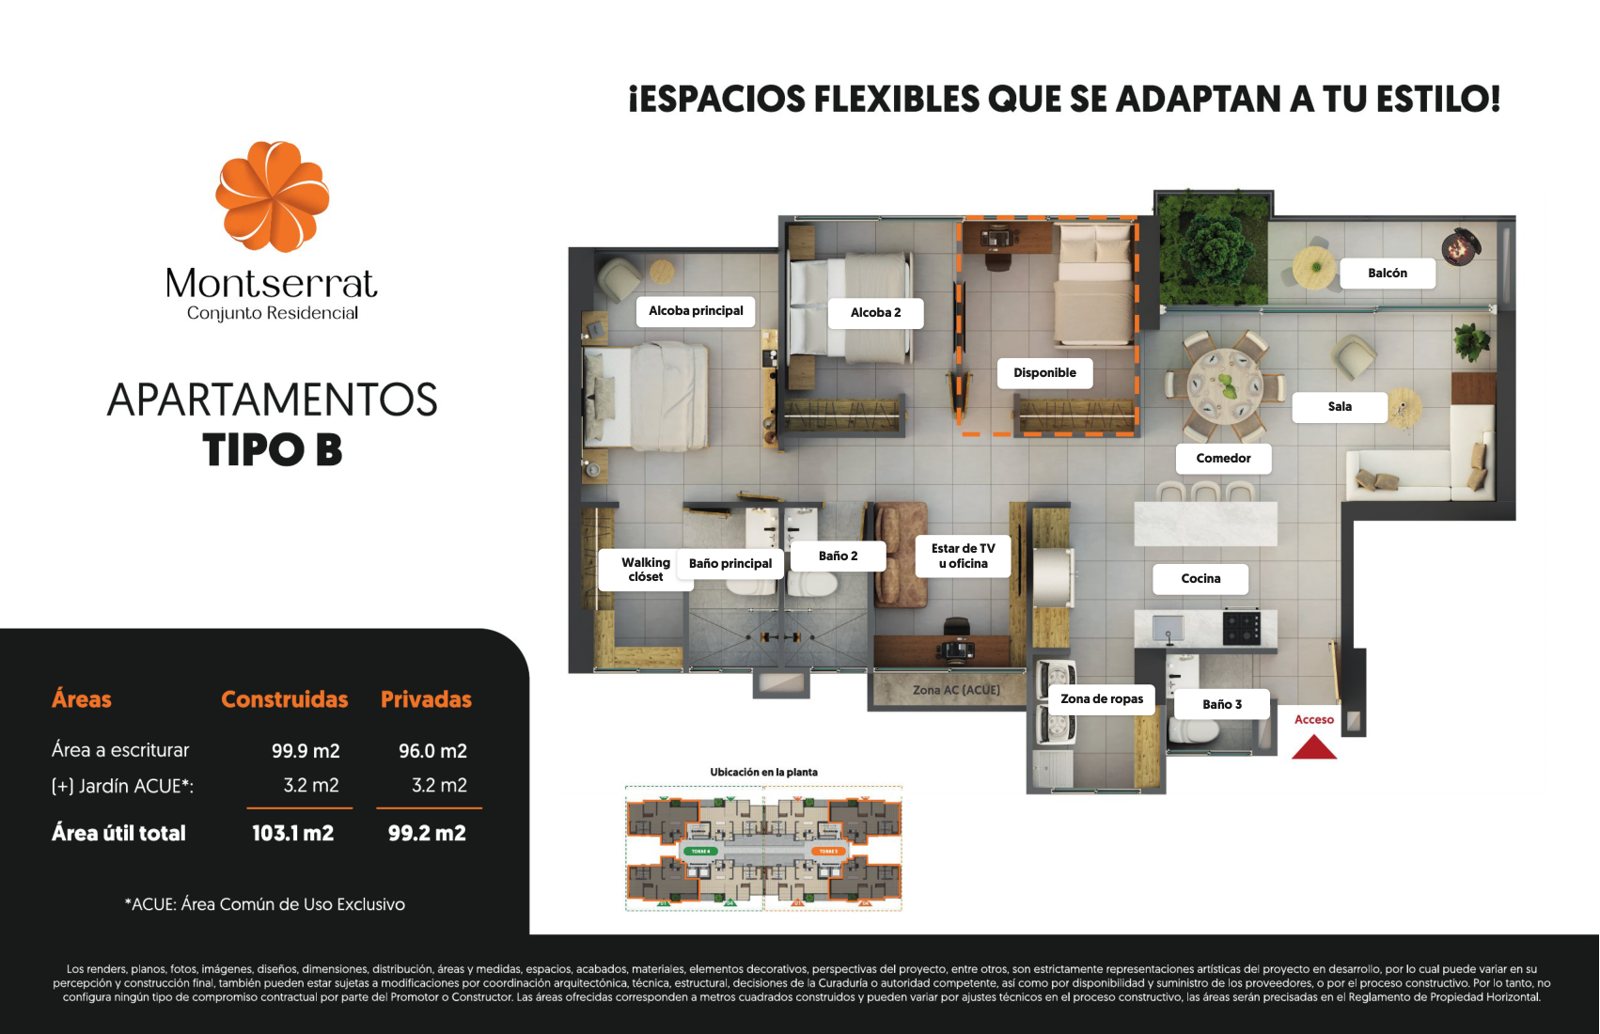 ¡ESPACIOS FLEXIBLES QUE SE ADAPTAN A TU ESTILO!
Montserrat
Conjunto Residencial
APARTAMENTOS
TIPO B
Alcoba principal
Alcoba 2
Disponible
Balcón
Sala
Comedor
Walking
clóset
Baño principal
Baño 2
Estar de TV
u oficina
Cocina
Zona AC (ACUE)
Zona de ropas
Baño 3
Acceso
Ubicación en la planta
Áreas Construidas Privadas
Área a escriturar 99.9 m2 96.0 m2
(+) Jardín ACUE*: 3.2 m2 3.2 m2
Área útil total 103.1 m2 99.2 m2
*ACUE: Área Común de Uso Exclusivo
Los renders, planos, fotos, imágenes, diseños, dimensiones, distribución, áreas y medidas, espacios, acabados, materiales, elementos decorativos, perspectivas del proyecto, entre otros, son estrictamente representaciones artísticas del proyecto en desarrollo, por lo cual puede variar en su
percepción y construcción final, también pueden estar sujetas a modificaciones por coordinación arquitectónica, técnica, estructural, decisiones de la Curaduría o autoridad competente, así como por disponibilidad y suministro de los proveedores, o por el proceso constructivo. Por lo tanto, no
configura ningún tipo de compromiso contractual por parte del Promotor o Constructor. Las áreas ofrecidas corresponden a metros cuadrados construidos y pueden variar por ajustes técnicos en el proceso constructivo, las áreas serán precisadas en el Reglamento de Propiedad Horizontal.